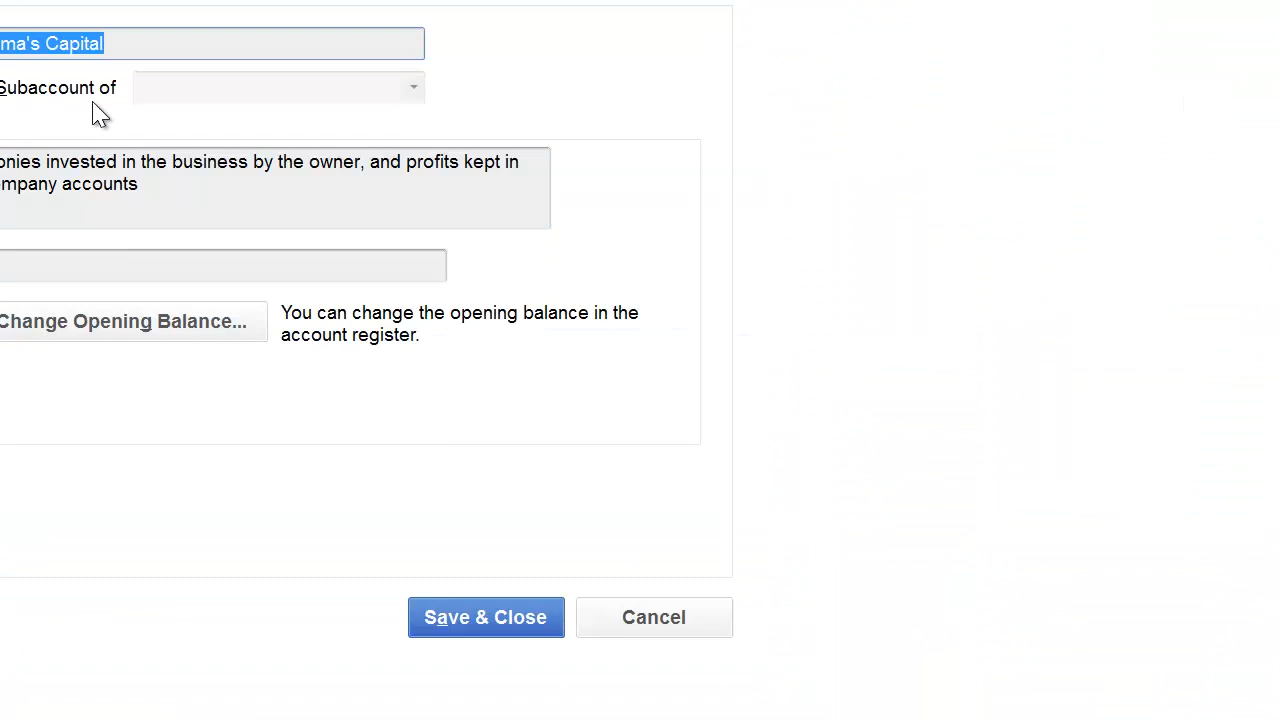 ma's Capital
Subaccount of
onies invested in the business by the owner, and profits kept in
mpany accounts
Change Opening Balance...
You can change the opening balance in the
account register.
Save & Close
Cancel